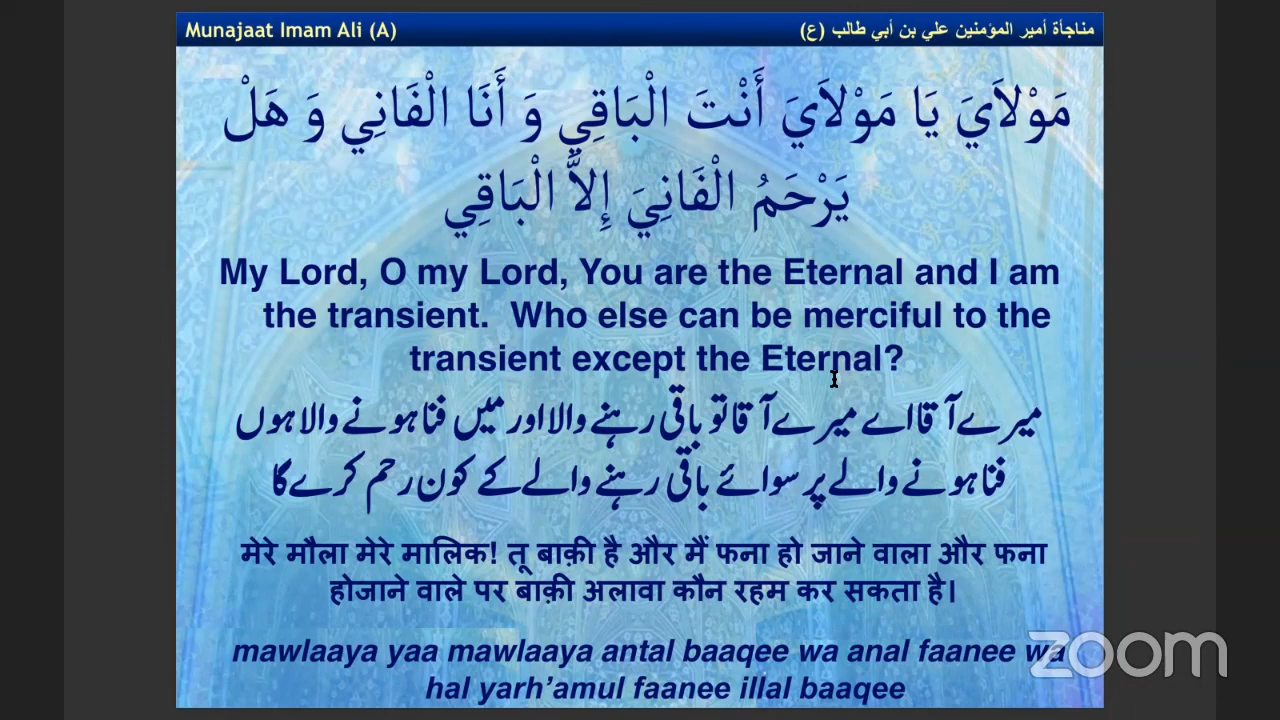 Munajaat Imam Ali (A)
مناجأة أمير المؤمنين علي بن أبي طالب (ع)
مَوْلاَيَ يَا مَوْلاَيَ أَنْتَ الْبَاقِي وَ أَنَا الْفَانِي وَ هَلْ
يَرْحَمُ الْفَانِيَ إِلاَّ الْبَاقِي
My Lord, O my Lord, You are the Eternal and I am
the transient. Who else can be merciful to the
transient except the Eternal?
میرے آقا اے میرے آقا تو باقی رہنے والا اور میں فنا ہونے والا ہوں
فنا ہونے والے پر سوائے باقی رہنے والے کے کون رحم کرے گا
मेरे मौला मेरे मालिक! तू बाक़ी है और मैं फना हो जाने वाला और फना
होजाने वाले पर बाक़ी अलावा कौन रहम कर सकता है।
mawlaaya yaa mawlaaya antal baaqee wa anal faanee wa
hal yarh’amul faanee illal baaqee
zoom